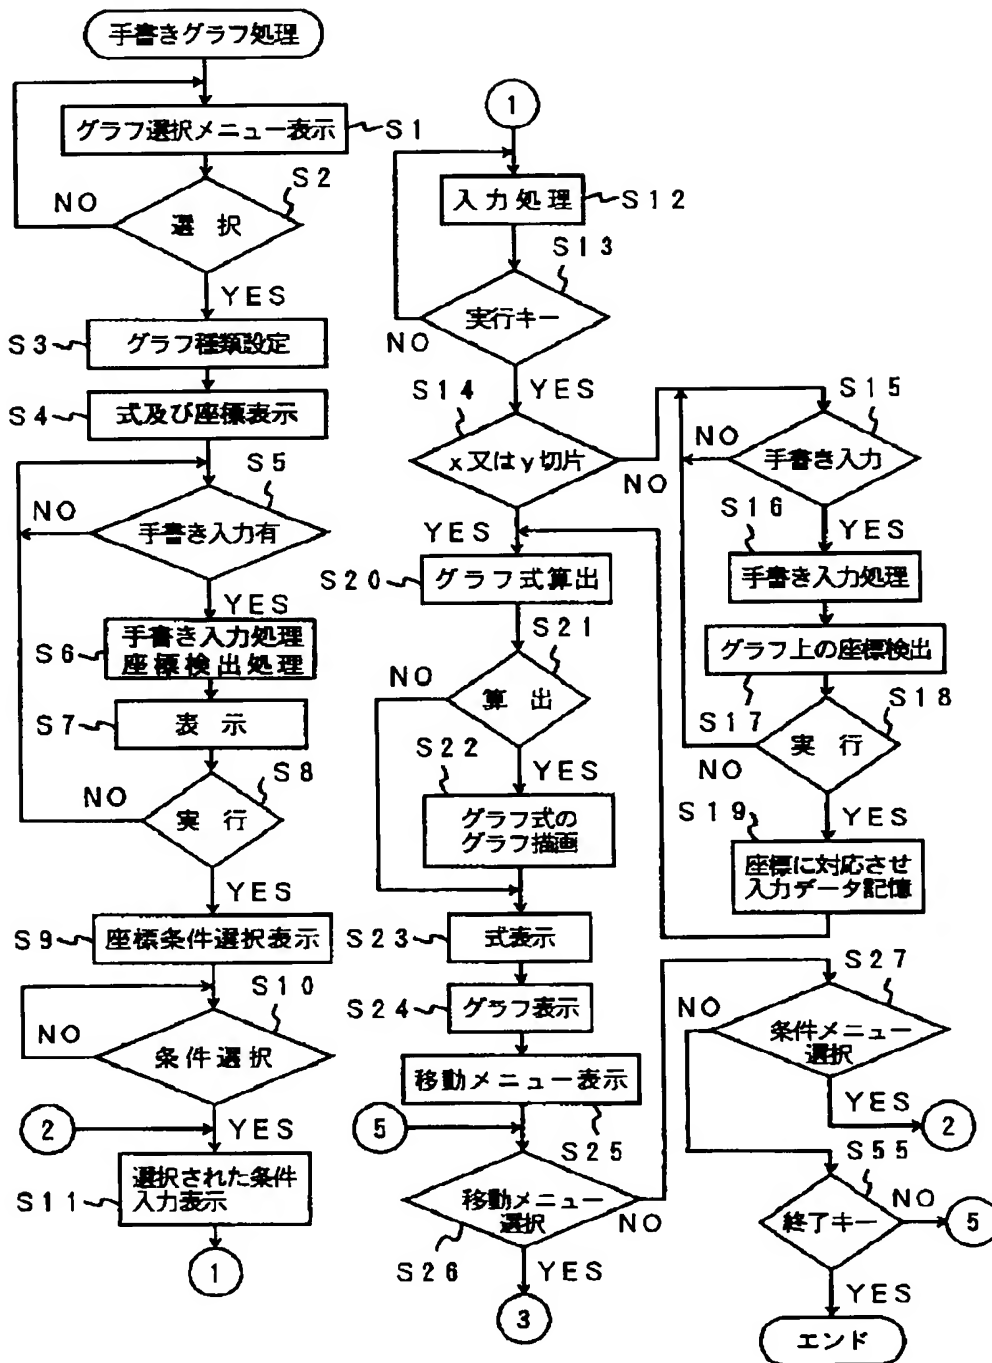 手書きグラフ処理
グラフ選択メニュー表示
S1
S2
NO
選 択
YES
S3
グラフ種類設定
S4
式及び座標表示
S5
NO
手書き入力有
YES
S6
手書き入力処理
座標検出処理
S7
表 示
S8
NO
実 行
YES
S9
座標条件選択表示
S10
NO
条件選択
2
YES
S11
選択された条件
入力表示
1
1
入力処理
S12
S13
実行キー
NO
YES
S14
x又はy切片
NO
YES
S20
グラフ式算出
S21
NO
算 出
S22
YES
グラフ式の
グラフ描画
S23
式表示
S24
グラフ表示
移動メニュー表示
5
S25
移動メニュー
選択
NO
S26
YES
3
S15
NO
手書き入力
S16
YES
手書き入力処理
グラフ上の座標検出
S17
S18
実 行
NO
S19
YES
座標に対応させ
入力データ記憶
S27
NO
条件メニュー
選択
YES
2
S55
終了キー
NO
5
YES
エンド